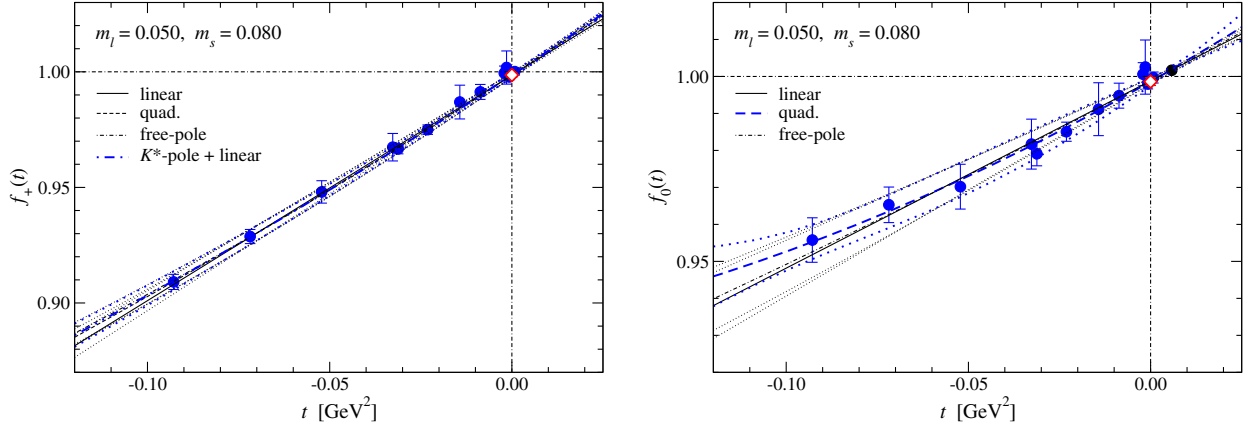 m_l = 0.050, m_s = 0.080
1.00
0.95
0.90
f_+(t)
linear
quad.
free-pole
K*-pole + linear
-0.10
-0.05
0.00
t [GeV^2]
m_l = 0.050, m_s = 0.080
1.00
0.95
f_0(t)
linear
quad.
free-pole
-0.10
-0.05
0.00
t [GeV^2]